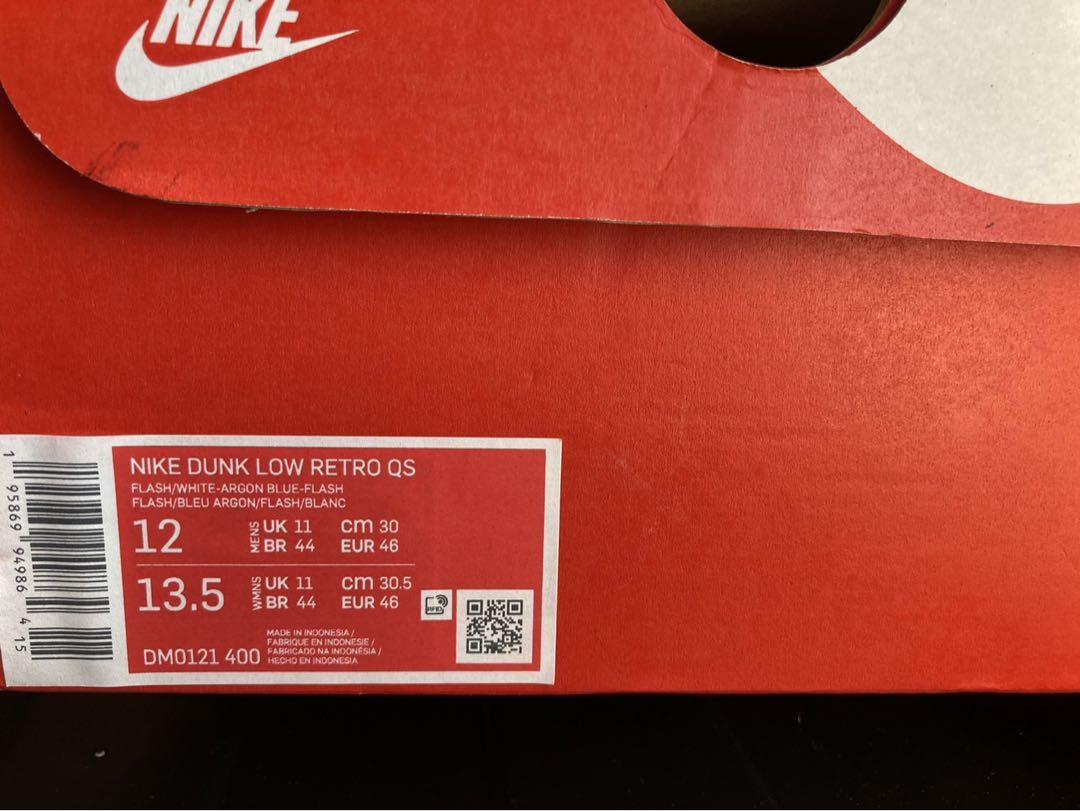 NIKE
NIKE DUNK LOW RETRO QS
FLASH/WHITE-ARGON BLUE-FLASH
FLASH/BLEU ARGON/FLASH/BLANC
12 MENS UK 11 CM 30
BR 44 EUR 46
13.5 WMNS UK 11 CM 30.5
BR 44 EUR 46
RFID
MADE IN INDONESIA /
FABRIQUE EN INDONESIE /
FABRICADO NA INDONÉSIA /
HECHO EN INDONESIA
DM0121 400
1 95869 94986 4 15